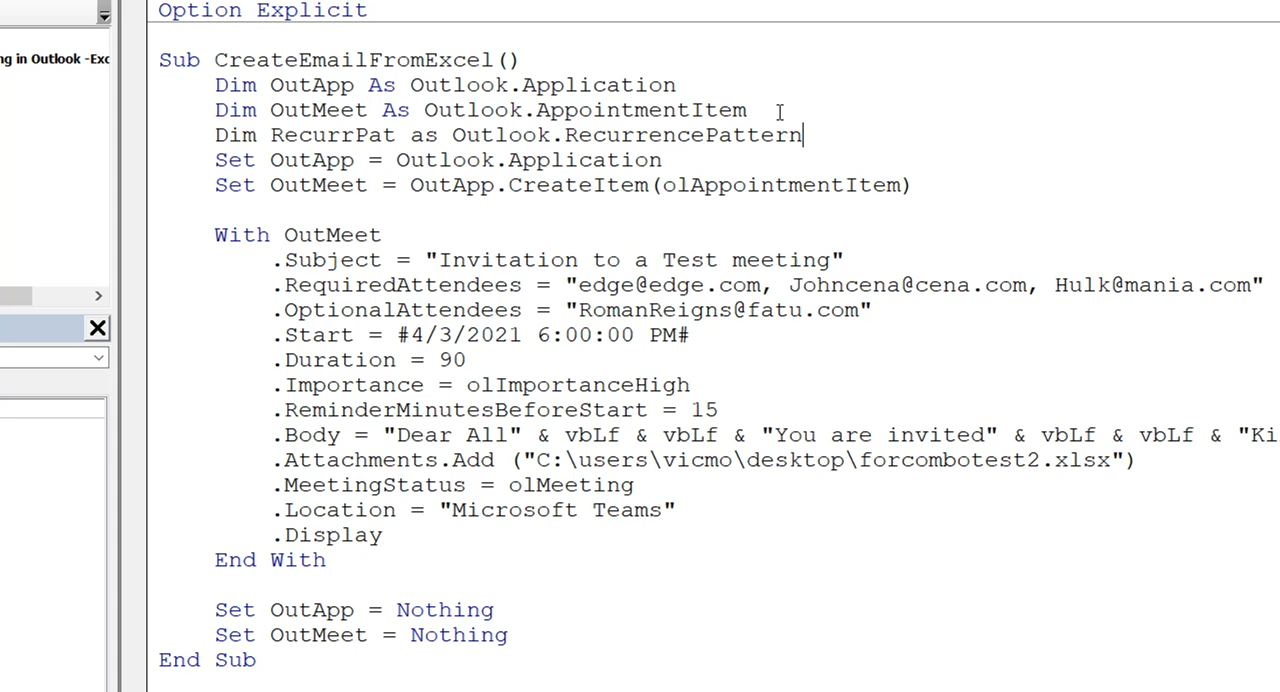 Option Explicit
ng in Outlook -Exc
Sub CreateEmailFromExcel()
Dim OutApp As Outlook.Application
Dim OutMeet As Outlook.AppointmentItem
Dim RecurrPat as Outlook.RecurrencePattern
Set OutApp = Outlook.Application
Set OutMeet = OutApp.CreateItem(olAppointmentItem)
With OutMeet
.Subject = "Invitation to a Test meeting"
.RequiredAttendees = "edge@edge.com, Johncena@cena.com, Hulk@mania.com"
.OptionalAttendees = "RomanReigns@fatu.com"
.Start = #4/3/2021 6:00:00 PM#
.Duration = 90
.Importance = olImportanceHigh
.ReminderMinutesBeforeStart = 15
.Body = "Dear All" & vbLf & vbLf & "You are invited" & vbLf & vbLf & "Ki
.Attachments.Add ("C:\users\vicmo\desktop\forcombotest2.xlsx")
.MeetingStatus = olMeeting
.Location = "Microsoft Teams"
.Display
End With
Set OutApp = Nothing
Set OutMeet = Nothing
End Sub